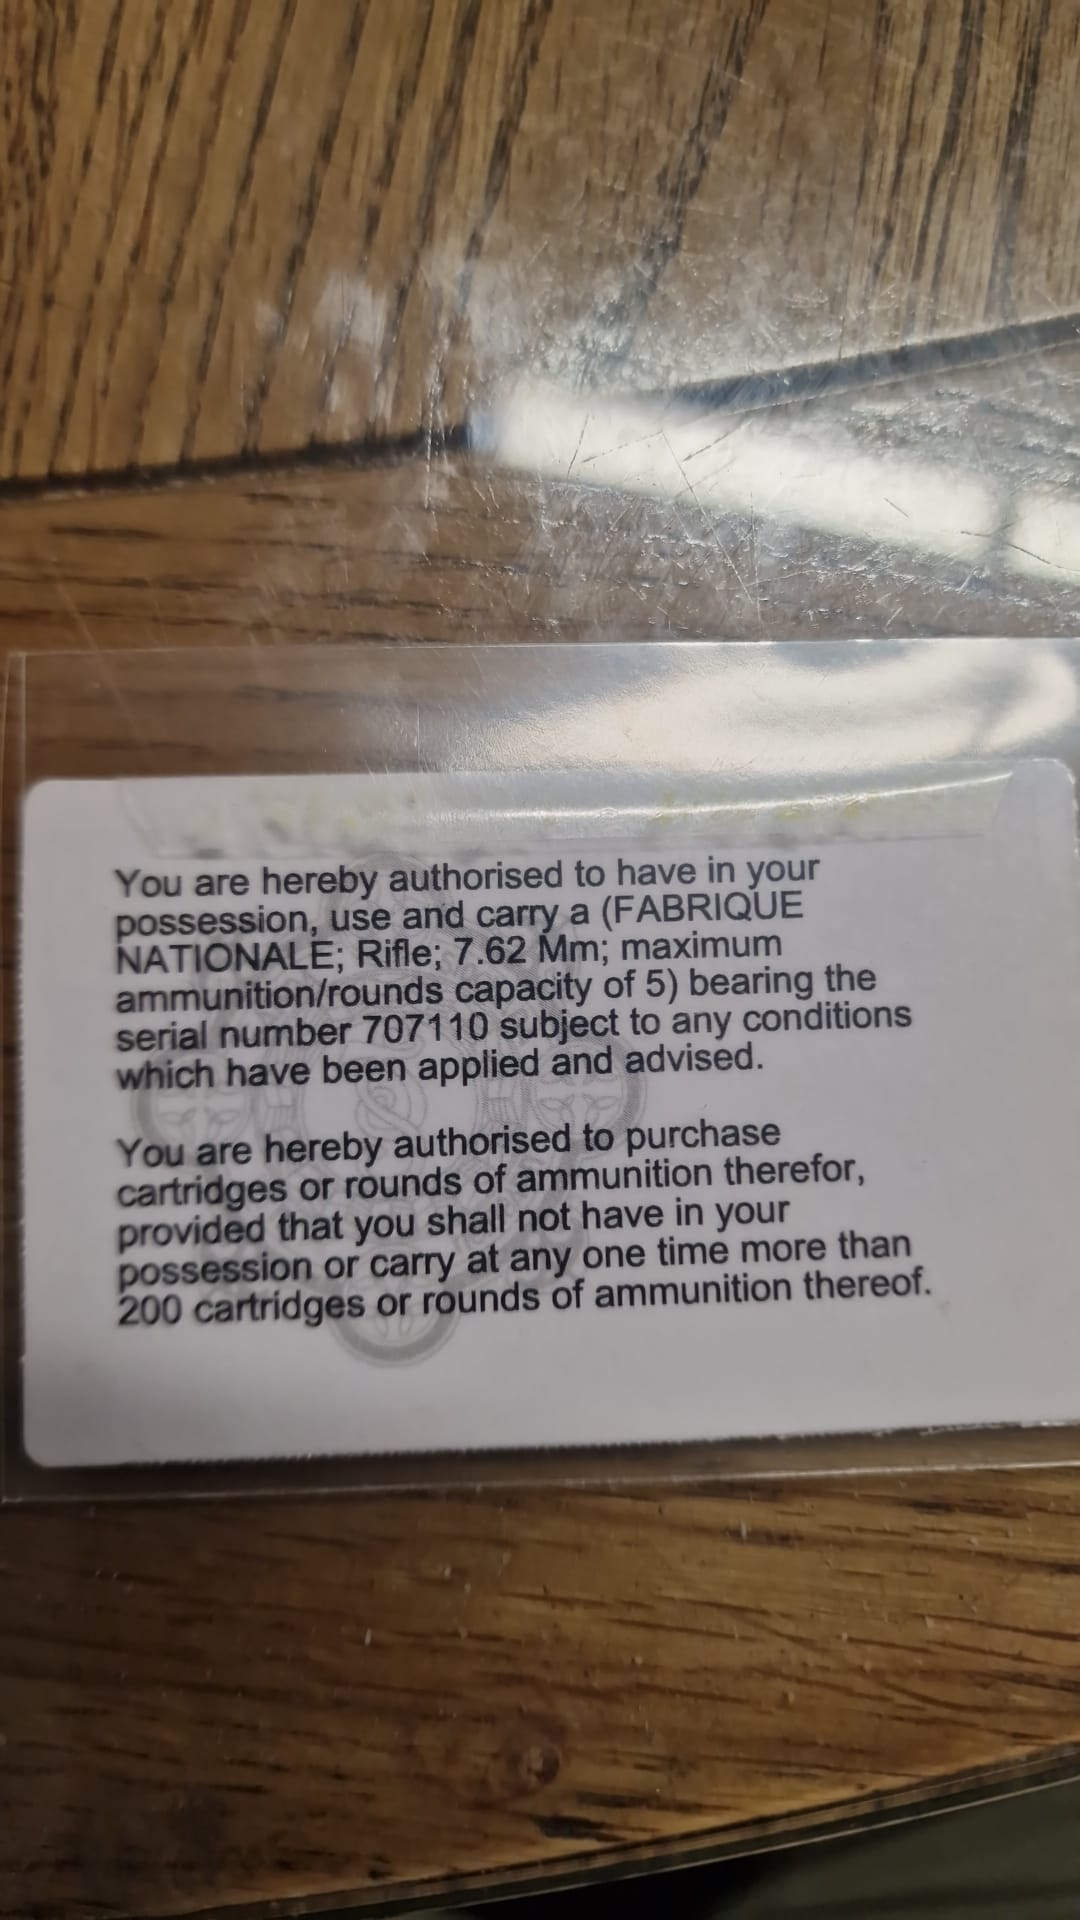 You are hereby authorised to have in your
possession, use and carry a (FABRIQUE
NATIONALE; Rifle; 7.62 Mm; maximum
ammunition/rounds capacity of 5) bearing the
serial number 707110 subject to any conditions
which have been applied and advised.
You are hereby authorised to purchase
cartridges or rounds of ammunition therefor,
provided that you shall not have in your
possession or carry at any one time more than
200 cartridges or rounds of ammunition thereof.